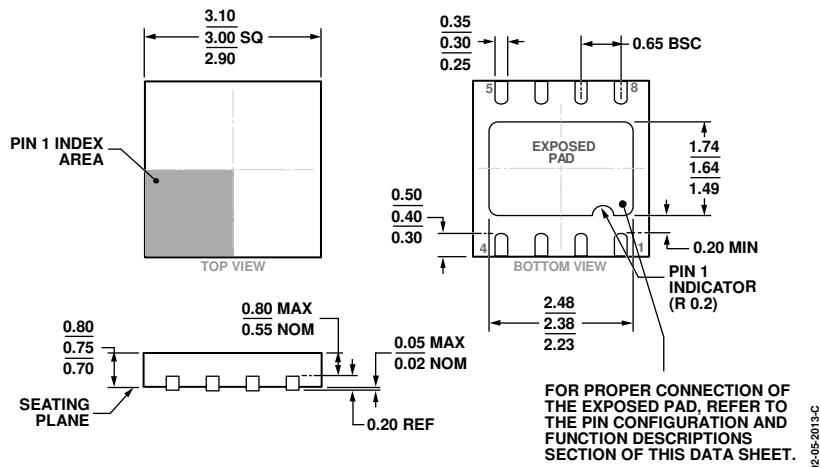 3.10
3.00 SQ
2.90
PIN 1 INDEX
AREA
TOP VIEW
0.35
0.30
0.25
0.65 BSC
5
8
EXPOSED
PAD
1.74
1.64
1.49
0.50
0.40
0.30
4
1
BOTTOM VIEW
0.20 MIN
PIN 1
INDICATOR
(R 0.2)
2.48
2.38
2.23
0.80
0.75
0.70
0.80 MAX
0.55 NOM
0.05 MAX
0.02 NOM
SEATING
PLANE
0.20 REF
FOR PROPER CONNECTION OF
THE EXPOSED PAD, REFER TO
THE PIN CONFIGURATION AND
FUNCTION DESCRIPTIONS
SECTION OF THIS DATA SHEET.
02-05-2013-C